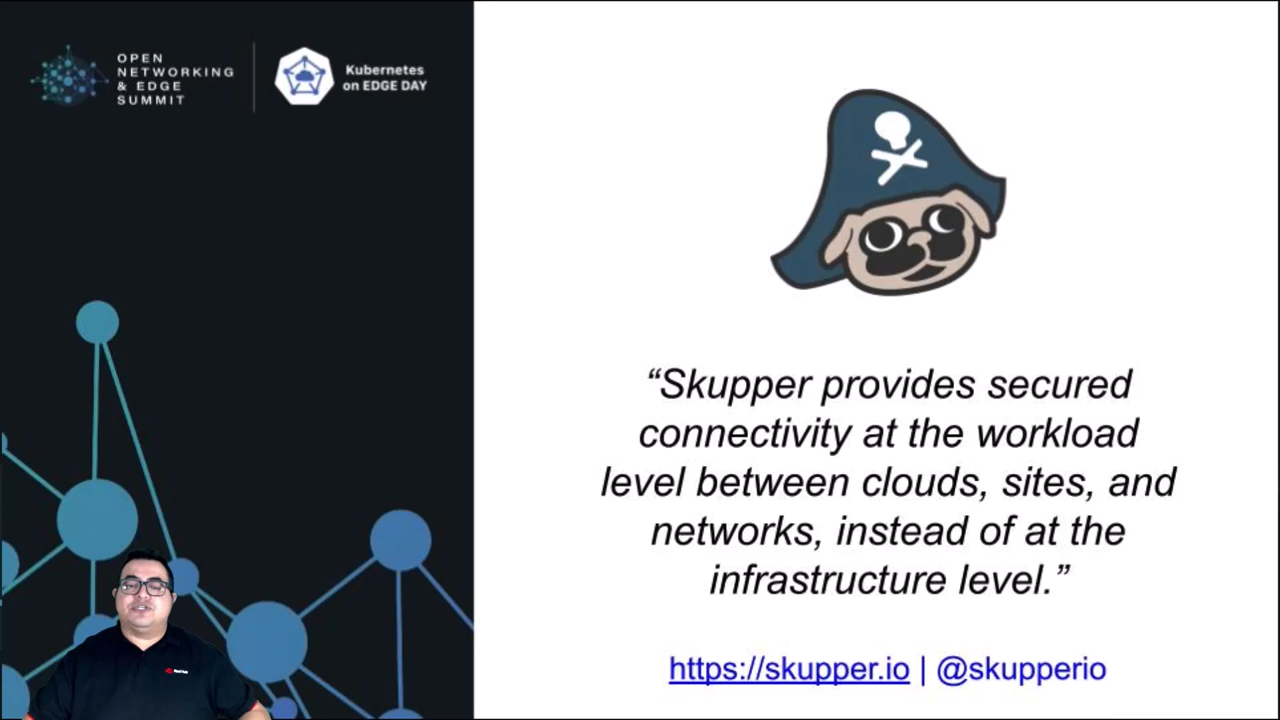 OPEN
NETWORKING
& EDGE
SUMMIT
Kubernetes
on EDGE DAY
“Skupper provides secured
connectivity at the workload
level between clouds, sites, and
networks, instead of at the
infrastructure level.”
https://skupper.io | @skupperio